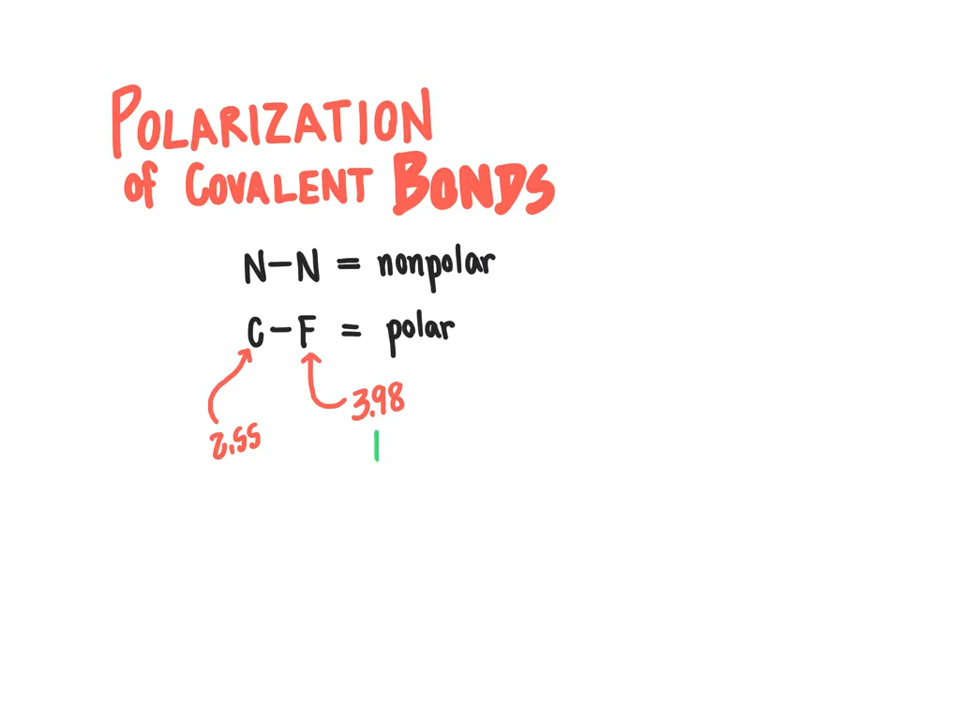 POLARIZATION
of COVALENT BONDS
N–N = nonpolar
C–F = polar
3.98
2.55